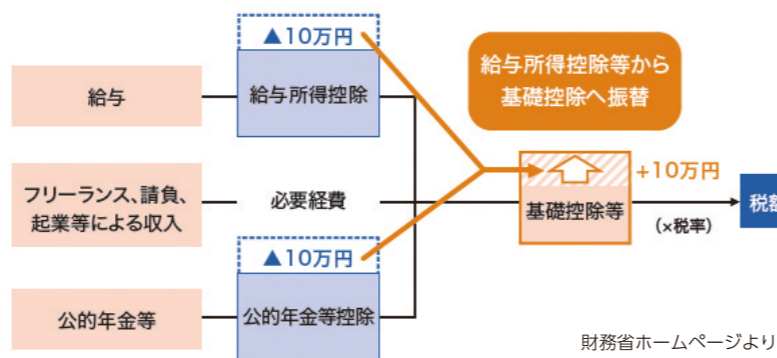 ▲10万円
給与所得控除等から
基礎控除へ振替
給与
給与所得控除
フリーランス、請負、
起業等による収入
必要経費
+10万円
基礎控除等
(×税率)
税額
▲10万円
公的年金等
公的年金等控除
財務省ホームページより